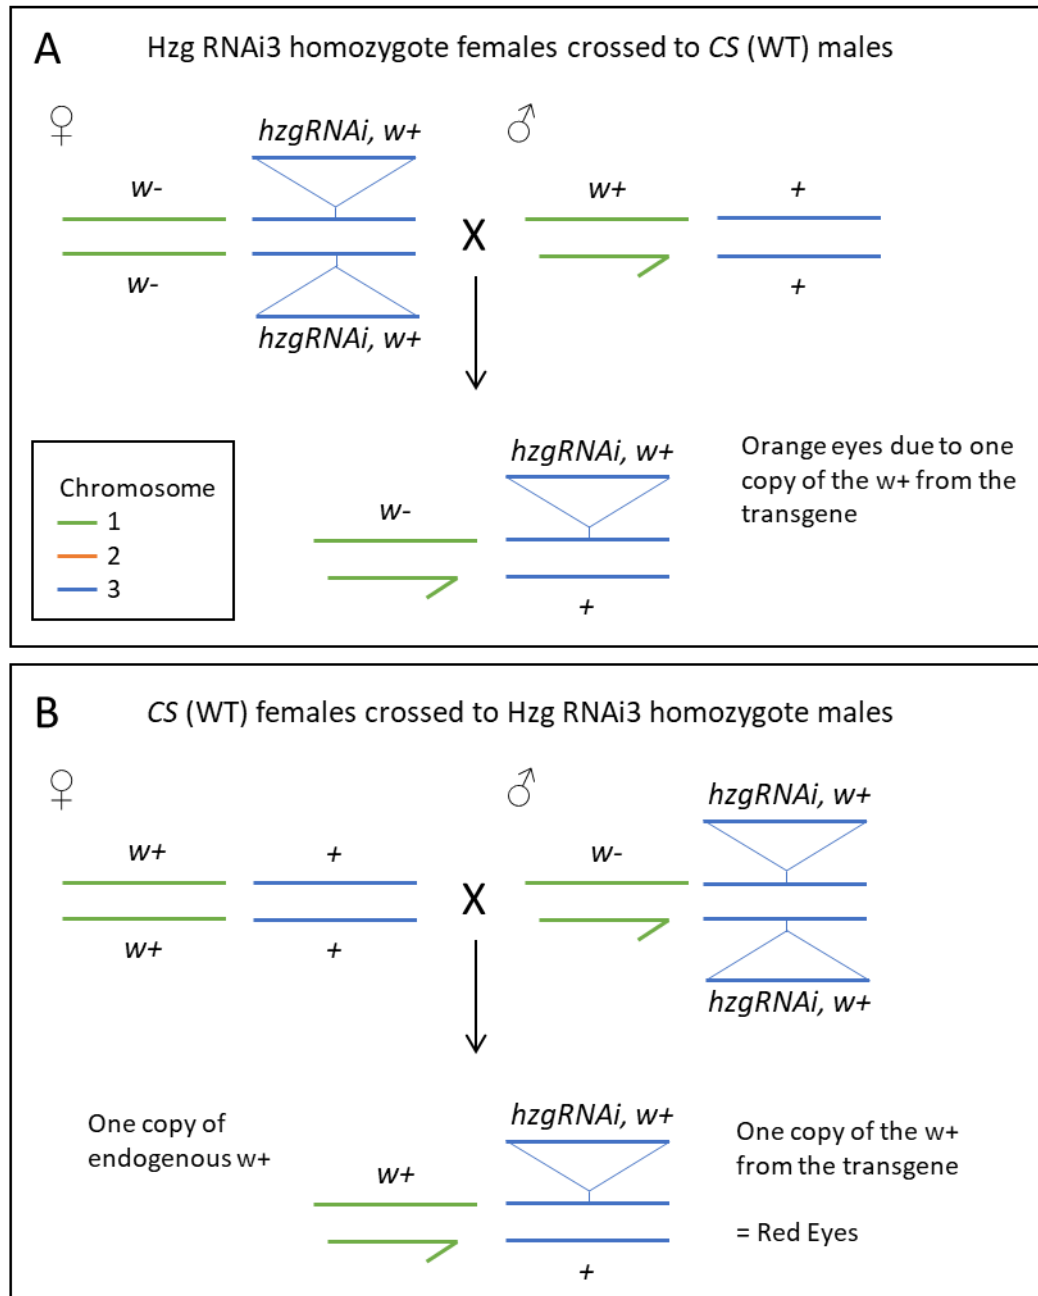 A
Hzg RNAi3 homozygote females crossed to CS (WT) males
♀
hzgRNAi, w+
♂
w-
w+
+
X
w-
+
hzgRNAi, w+
hzgRNAi, w+
Orange eyes due to one
copy of the w+ from the
transgene
Chromosome
1
2
3
w-
+
B
CS (WT) females crossed to Hzg RNAi3 homozygote males
♀
♂
hzgRNAi, w+
w+
+
w-
X
w+
+
hzgRNAi, w+
One copy of
endogenous w+
hzgRNAi, w+
One copy of the w+
from the transgene
w+
= Red Eyes
+